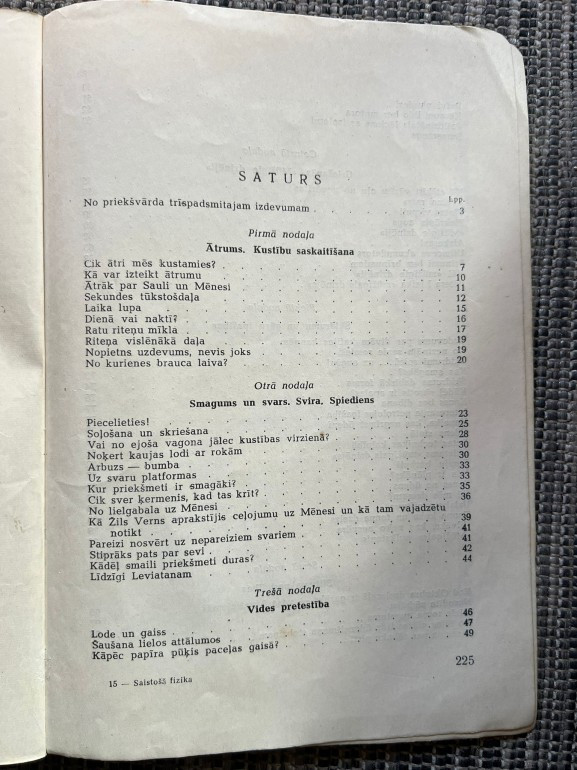 SATURS
Lpp.
No priekšvārda trīspadsmitajam izdevumam . . . . . . . 3
Pirmā nodaļa
Ātrums. Kustību saskaitīšana
Cik ātri mēs kustamies? . . . . . . . 7
Kā var izteikt ātrumu . . . . . . . 10
Ātrāk par Sauli un Mēnesi . . . . . . . 11
Sekundes tūkstošdaļa . . . . . . . 12
Laika lupa . . . . . . . 15
Dienā vai naktī? . . . . . . . 16
Ratu riteņu mīkla . . . . . . . 17
Riteņa vislēnākā daļa . . . . . . . 19
Nopietns uzdevums, nevis joks . . . . . . . 19
No kurienes brauca laiva? . . . . . . . 20
Otrā nodaļa
Smagums un svars. Svira. Spiediens
Piecelieties! . . . . . . . 23
Soļošana un skriešana . . . . . . . 25
Vai no ejoša vagona jālec kustības virzienā? . . . . . . . 28
Noķert kaujas lodi ar rokām . . . . . . . 30
Arbuzs — bumba . . . . . . . 30
Uz svaru platformas . . . . . . . 33
Kur priekšmeti ir smagāki? . . . . . . . 33
Cik sver ķermenis, kad tas krīt? . . . . . . . 35
No lielgabala uz Mēnesi . . . . . . . 36
Kā Žils Verns aprakstījis ceļojumu uz Mēnesi un kā tam vajadzētu
notikt . . . . . . . 39
Pareizi nosvērt uz nepareiziem svariem . . . . . . . 41
Stiprāks pats par sevi . . . . . . . 41
Kādēļ smaili priekšmeti duras? . . . . . . . 42
Līdzīgi Leviatanam . . . . . . . 44
Trešā nodaļa
Vides pretestība
Lode un gaiss . . . . . . . 46
Šaušana lielos attālumos . . . . . . . 47
Kāpēc papīra pūķis paceļas gaisā? . . . . . . . 49
225
15 — Saistošā fizika